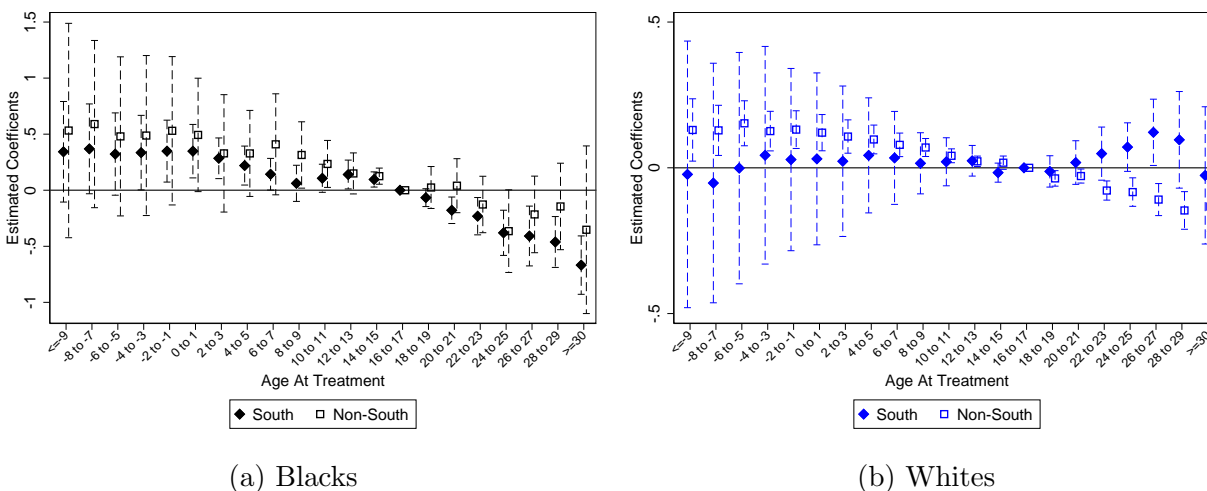 Estimated Coefficents
1.5
1
.5
0
-.5
-1
<=-9
-8 to -7
-6 to -5
-4 to -3
-2 to -1
0 to 1
2 to 3
4 to 5
6 to 7
8 to 9
10 to 11
12 to 13
14 to 15
16 to 17
18 to 19
20 to 21
22 to 23
24 to 25
26 to 27
28 to 29
>=30
Age At Treatment
South Non-South
(a) Blacks
Estimated Coefficents
.5
0
-.5
<=-9
-8 to -7
-6 to -5
-4 to -3
-2 to -1
0 to 1
2 to 3
4 to 5
6 to 7
8 to 9
10 to 11
12 to 13
14 to 15
16 to 17
18 to 19
20 to 21
22 to 23
24 to 25
26 to 27
28 to 29
>=30
Age At Treatment
South Non-South
(b) Whites